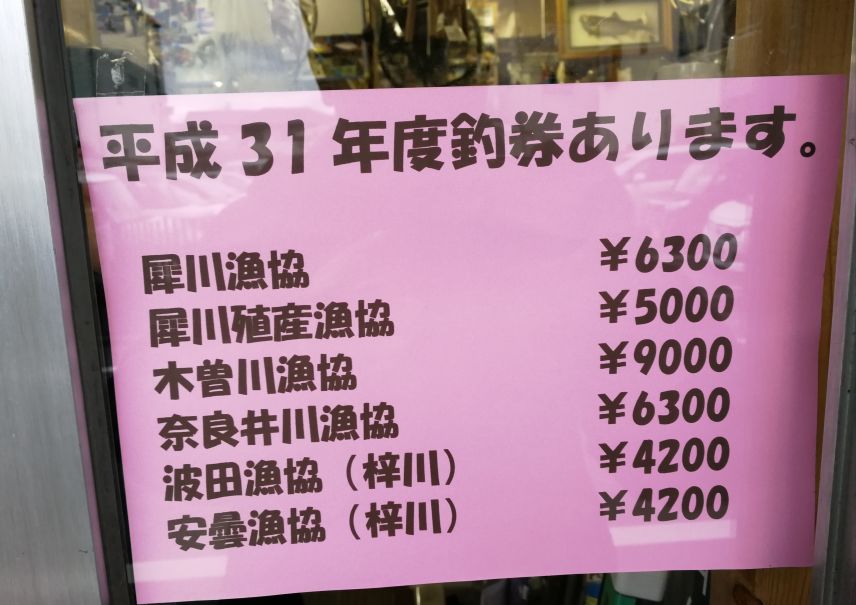 平成31年度釣券あります。
犀川漁協 ¥6300
犀川殖産漁協 ¥5000
木曽川漁協 ¥9000
奈良井川漁協 ¥6300
波田漁協（梓川） ¥4200
安曇漁協（梓川） ¥4200